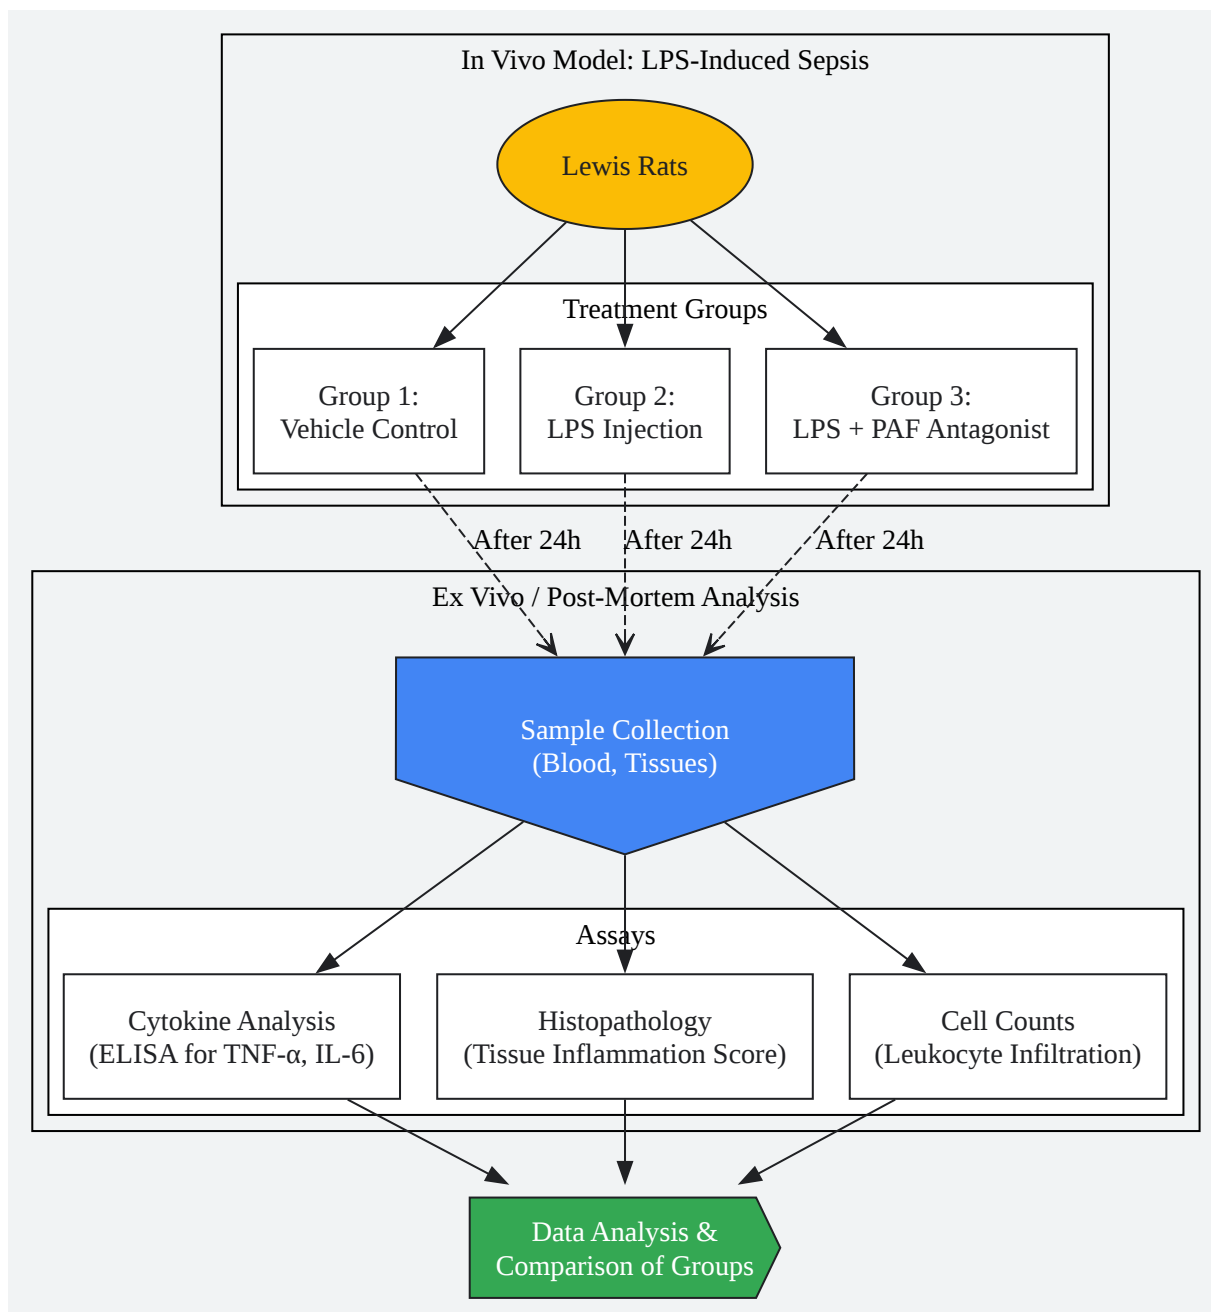 In Vivo Model: LPS-Induced Sepsis
Lewis Rats
Treatment Groups
Group 1:
Vehicle Control
Group 2:
LPS Injection
Group 3:
LPS + PAF Antagonist
After 24h
After 24h
After 24h
Ex Vivo / Post-Mortem Analysis
Sample Collection
(Blood, Tissues)
Assays
Cytokine Analysis
(ELISA for TNF-α, IL-6)
Histopathology
(Tissue Inflammation Score)
Cell Counts
(Leukocyte Infiltration)
Data Analysis &
Comparison of Groups